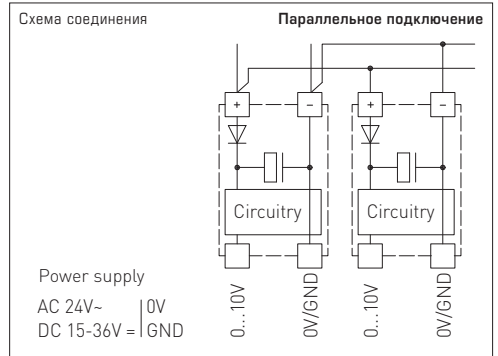 Схема соединения
Параллельное подключение
+ − + −
Circuitry
Circuitry
Power supply
AC 24V~ | 0V
DC 15-36V = | GND
0...10V
0V/GND
0...10V
0V/GND